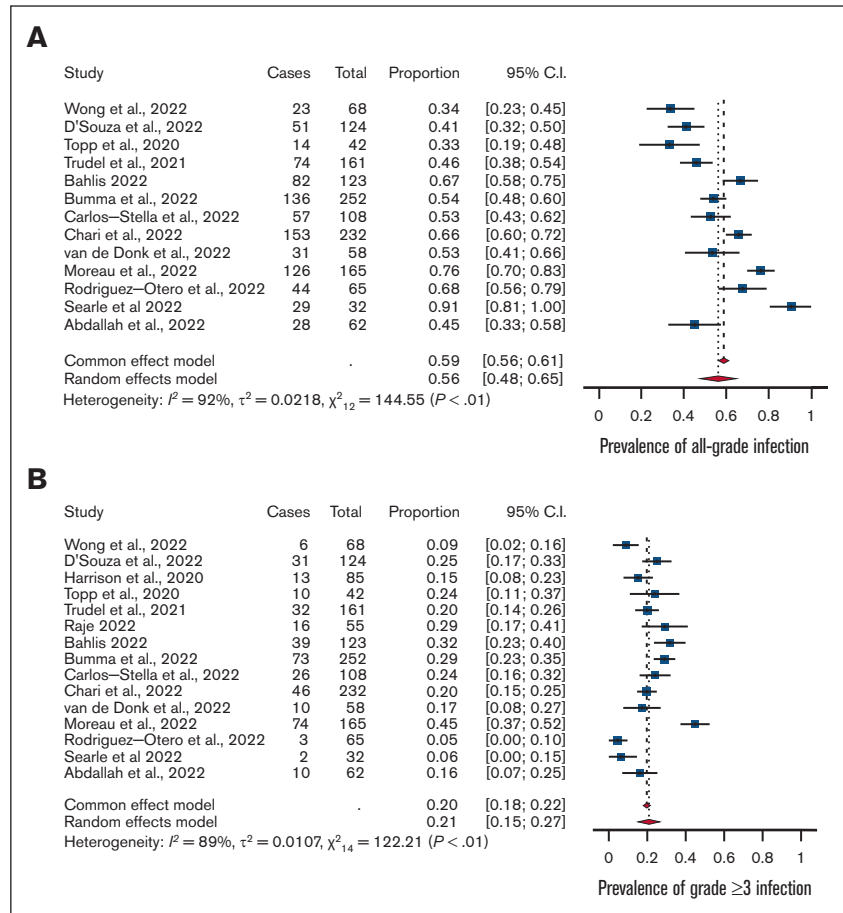 A
Study Cases Total Proportion 95% C.I.
Wong et al., 2022 23 68 0.34 [0.23; 0.45]
D'Souza et al., 2022 51 124 0.41 [0.32; 0.50]
Topp et al., 2020 14 42 0.33 [0.19; 0.48]
Trudel et al., 2021 74 161 0.46 [0.38; 0.54]
Bahlis 2022 82 123 0.67 [0.58; 0.75]
Bumma et al., 2022 136 252 0.54 [0.48; 0.60]
Carlos–Stella et al., 2022 57 108 0.53 [0.43; 0.62]
Chari et al., 2022 153 232 0.66 [0.60; 0.72]
van de Donk et al., 2022 31 58 0.53 [0.41; 0.66]
Moreau et al., 2022 126 165 0.76 [0.70; 0.83]
Rodriguez–Otero et al., 2022 44 65 0.68 [0.56; 0.79]
Searle et al 2022 29 32 0.91 [0.81; 1.00]
Abdallah et al., 2022 28 62 0.45 [0.33; 0.58]
Common effect model . 0.59 [0.56; 0.61]
Random effects model 0.56 [0.48; 0.65]
Heterogeneity: I² = 92%, τ² = 0.0218, χ²₁₂ = 144.55 (P < .01)
0 0.2 0.4 0.6 0.8 1
Prevalence of all-grade infection
B
Study Cases Total Proportion 95% C.I.
Wong et al., 2022 6 68 0.09 [0.02; 0.16]
D'Souza et al., 2022 31 124 0.25 [0.17; 0.33]
Harrison et al., 2020 13 85 0.15 [0.08; 0.23]
Topp et al., 2020 10 42 0.24 [0.11; 0.37]
Trudel et al., 2021 32 161 0.20 [0.14; 0.26]
Raje 2022 16 55 0.29 [0.17; 0.41]
Bahlis 2022 39 123 0.32 [0.23; 0.40]
Bumma et al., 2022 73 252 0.29 [0.23; 0.35]
Carlos–Stella et al., 2022 26 108 0.24 [0.16; 0.32]
Chari et al., 2022 46 232 0.20 [0.15; 0.25]
van de Donk et al., 2022 10 58 0.17 [0.08; 0.27]
Moreau et al., 2022 74 165 0.45 [0.37; 0.52]
Rodriguez–Otero et al., 2022 3 65 0.05 [0.00; 0.10]
Searle et al 2022 2 32 0.06 [0.00; 0.15]
Abdallah et al., 2022 10 62 0.16 [0.07; 0.25]
Common effect model . 0.20 [0.18; 0.22]
Random effects model 0.21 [0.15; 0.27]
Heterogeneity: I² = 89%, τ² = 0.0107, χ²₁₄ = 122.21 (P < .01)
0 0.2 0.4 0.6 0.8 1
Prevalence of grade ≥3 infection